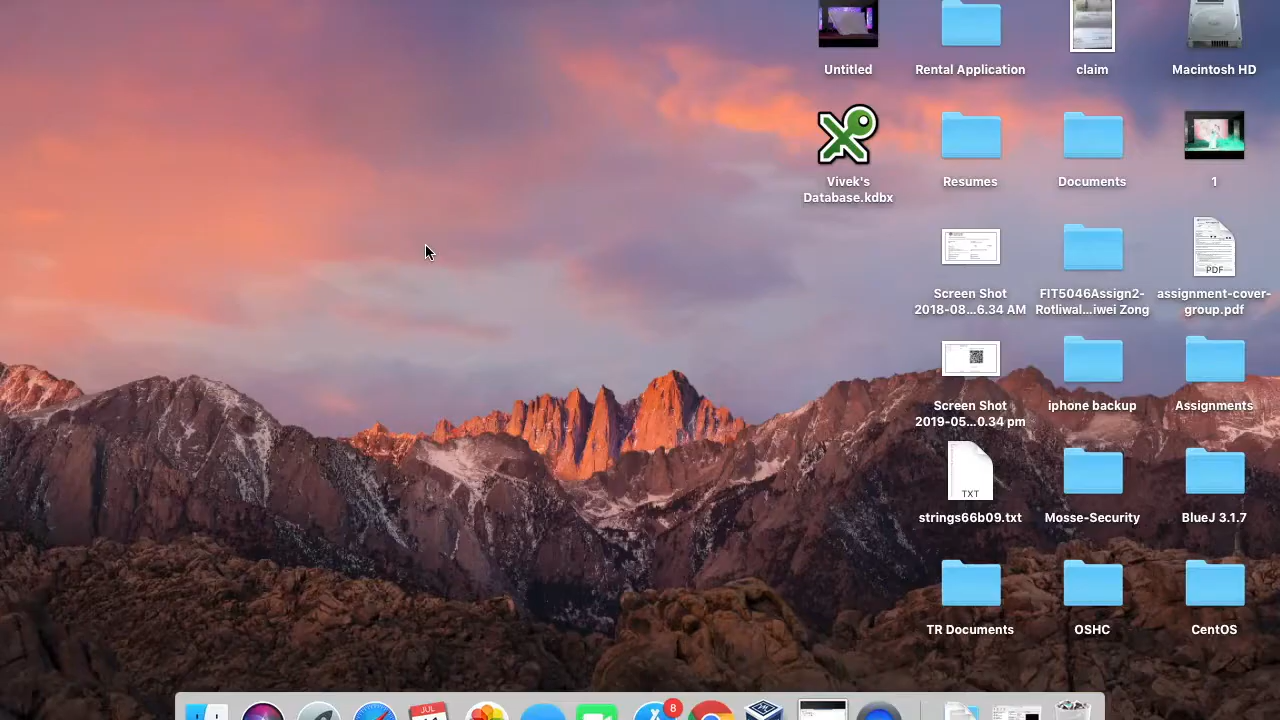 Untitled
Rental Application
claim
Macintosh HD
Vivek's
Database.kdbx
Resumes
Documents
1
Screen Shot
2018-08...6.34 AM
FIT5046Assign2-
Rotliwal...iwei Zong
PDF
assignment-cover-
group.pdf
Screen Shot
2019-05...0.34 pm
iphone backup
Assignments
TXT
strings66b09.txt
Mosse-Security
BlueJ 3.1.7
TR Documents
OSHC
CentOS
JUL
8